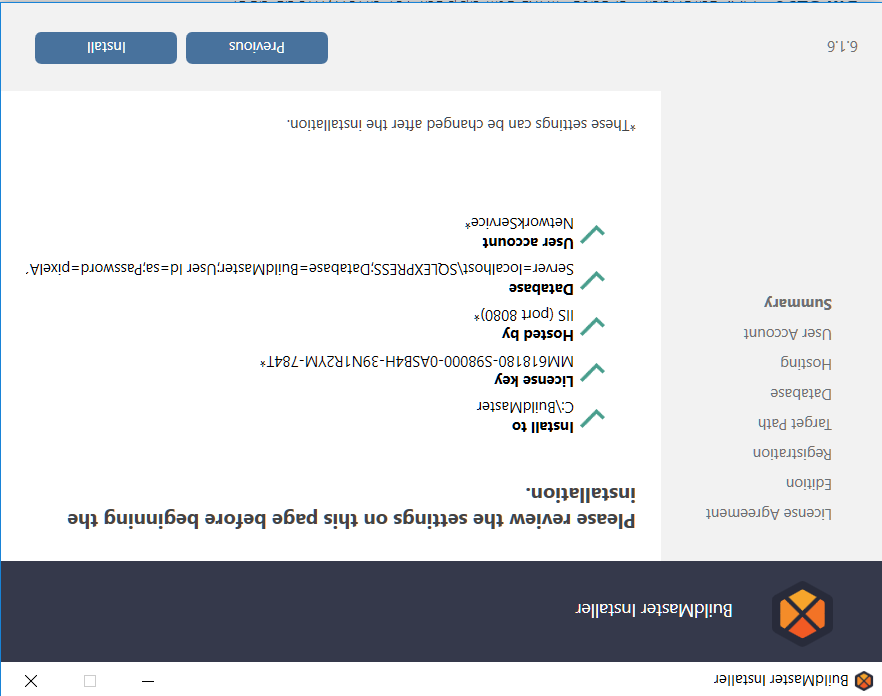 BuildMaster Installer
BuildMaster Installer
License Agreement
Edition
Registration
Target Path
Database
Hosting
User Account
Summary
6.1.6
Please review the settings on this page before beginning the
installation.
Install to
C:\BuildMaster
License key
MM618180-S98000-0ASB4H-39N1R2YM-784T*
Hosted by
IIS (port 8080)*
Database
Server=localhost\SQLEXPRESS;Database=BuildMaster;User Id=sa;Password=pixelA
User account
NetworkService*
*These settings can be changed after the installation.
Previous
Install